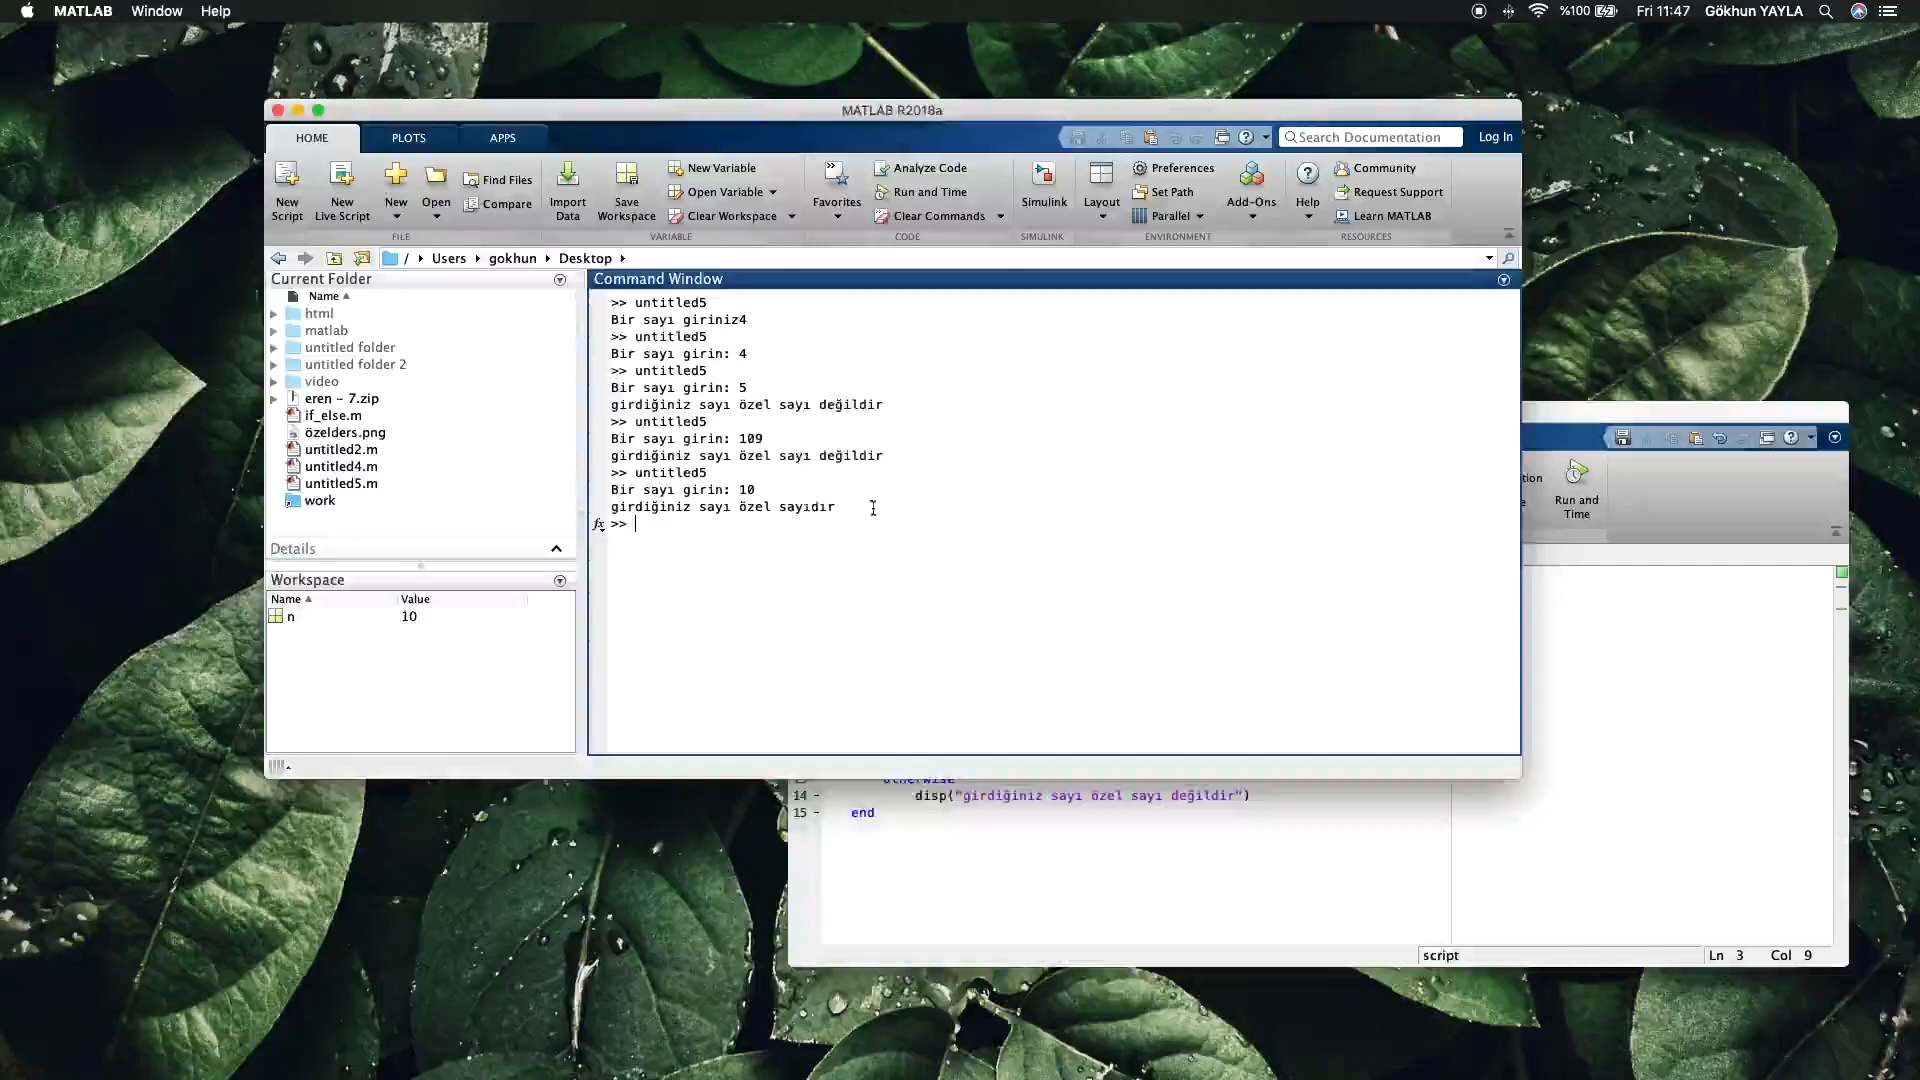 MATLAB Window Help %100 Fri 11:47 Gökhun YAYLA
MATLAB R2018a
HOME PLOTS APPS Search Documentation Log In
New Script
New Live Script
New
Open
Find Files
Compare
FILE
Import Data
Save Workspace
New Variable
Open Variable
Clear Workspace
VARIABLE
Favorites
Analyze Code
Run and Time
Clear Commands
CODE
Simulink
SIMULINK
Layout
Preferences
Set Path
Parallel
ENVIRONMENT
Add-Ons
Help
Community
Request Support
Learn MATLAB
RESOURCES
/ Users gokhun Desktop
Current Folder
Name
html
matlab
untitled folder
untitled folder 2
video
eren - 7.zip
if_else.m
özelders.png
untitled2.m
untitled4.m
untitled5.m
work
Details
Workspace
Name Value
n 10
Command Window
>> untitled5
Bir sayı giriniz4
>> untitled5
Bir sayı girin: 4
>> untitled5
Bir sayı girin: 5
girdiğiniz sayı özel sayı değildir
>> untitled5
Bir sayı girin: 109
girdiğiniz sayı özel sayı değildir
>> untitled5
Bir sayı girin: 10
girdiğiniz sayı özel sayıdır
fx >>
Run and Time
otherwise
14 - disp("girdiğiniz sayı özel sayı değildir")
15 - end
script Ln 3 Col 9